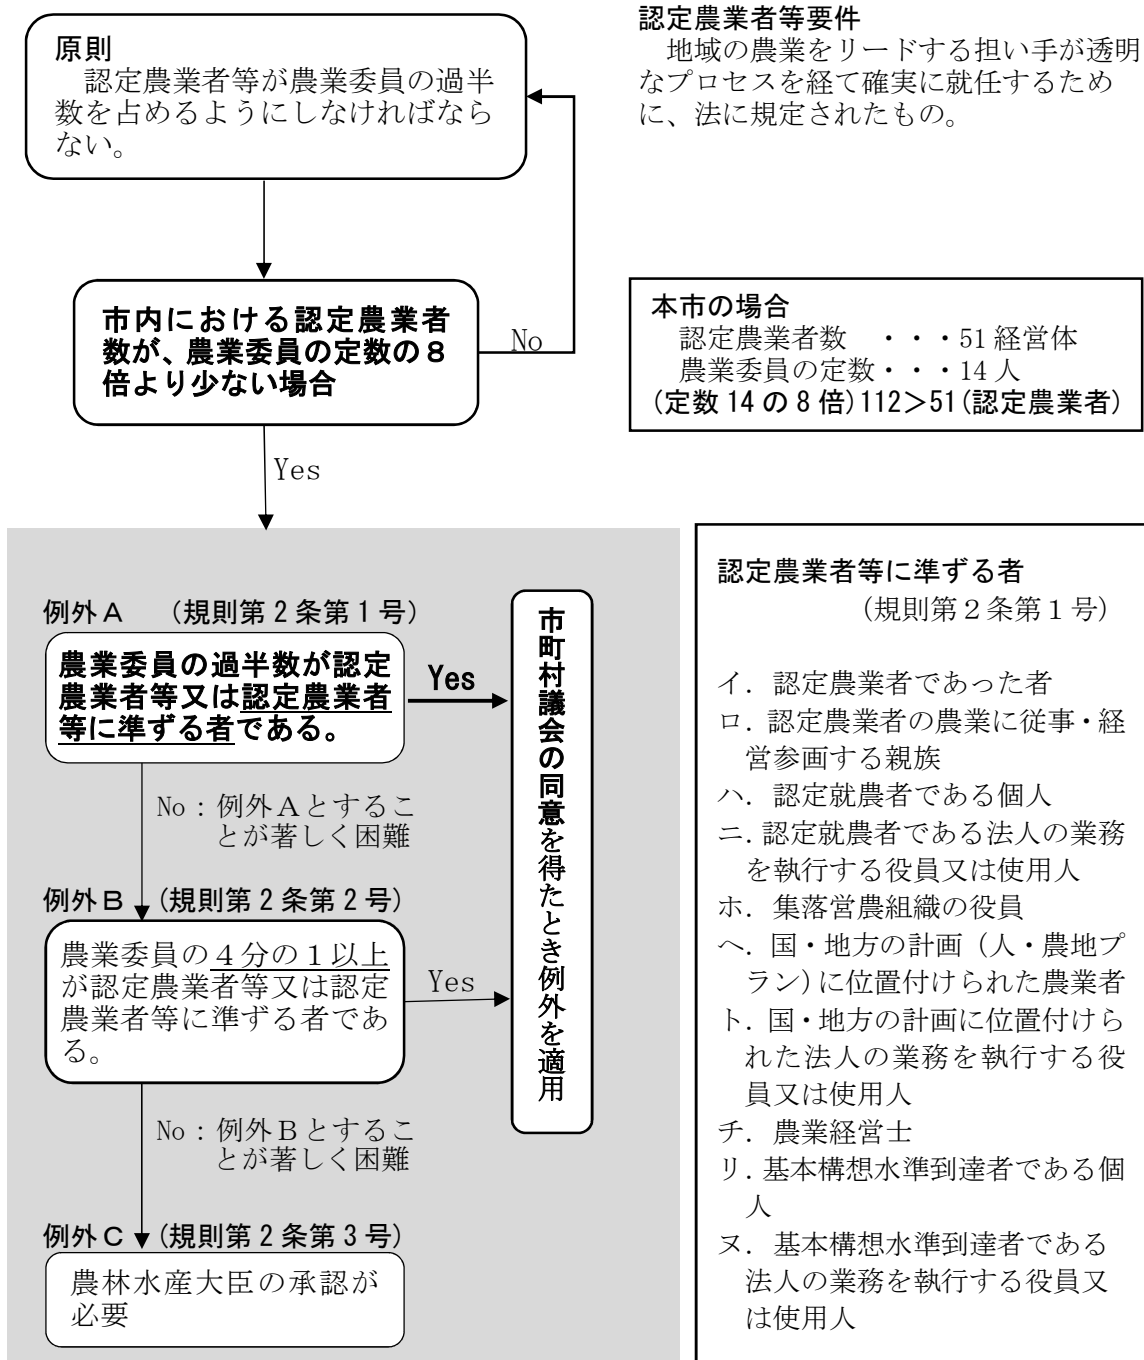 原則
認定農業者等が農業委員の過半
数を占めるようにしなければなら
ない。
認定農業者等要件
地域の農業をリードする担い手が透明
なプロセスを経て確実に就任するため
に、法に規定されたもの。
市内における認定農業者
数が、農業委員の定数の８
倍より少ない場合
No
Yes
本市の場合
認定農業者数　・・・51経営体
農業委員の定数・・・14人
(定数14の8倍)112＞51(認定農業者)
例外Ａ　(規則第２条第１号)
農業委員の過半数が認定
農業者等又は認定農業者
等に準ずる者である。
Yes
No：例外Ａとするこ
とが著しく困難
例外Ｂ　(規則第２条第２号)
農業委員の４分の１以上
が認定農業者等又は認定
農業者等に準ずる者であ
る。
Yes
No：例外Ｂとするこ
とが著しく困難
例外Ｃ　(規則第２条第３号)
農林水産大臣の承認が
必要
市町村議会の同意を得たとき例外を適用
認定農業者等に準ずる者
(規則第２条第１号)
イ．認定農業者であった者
ロ．認定農業者の農業に従事・経
営参画する親族
ハ．認定就農者である個人
ニ．認定就農者である法人の業務
を執行する役員又は使用人
ホ．集落営農組織の役員
ヘ．国・地方の計画（人・農地プ
ラン）に位置付けられた農業者
ト．国・地方の計画に位置付けら
れた法人の業務を執行する役
員又は使用人
チ．農業経営士
リ．基本構想水準到達者である個
人
ヌ．基本構想水準到達者である
法人の業務を執行する役員又
は使用人